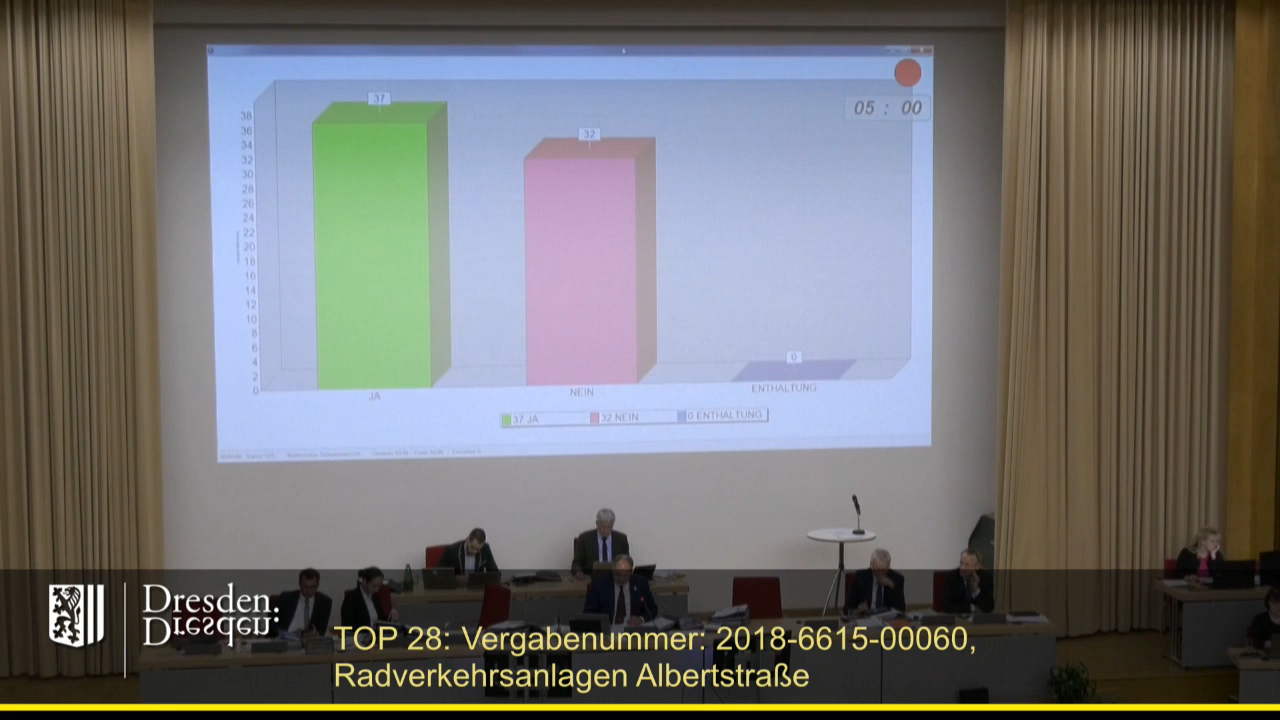 37
05 : 00
32
38
36
34
32
30
28
26
24
22
20
18
16
14
12
10
8
6
4
2
0
0
JA
NEIN
ENTHALTUNG
37 JA
32 NEIN
0 ENTHALTUNG
Dresden.
Dresden.
TOP 28: Vergabenummer: 2018-6615-00060,
Radverkehrsanlagen Albertstraße